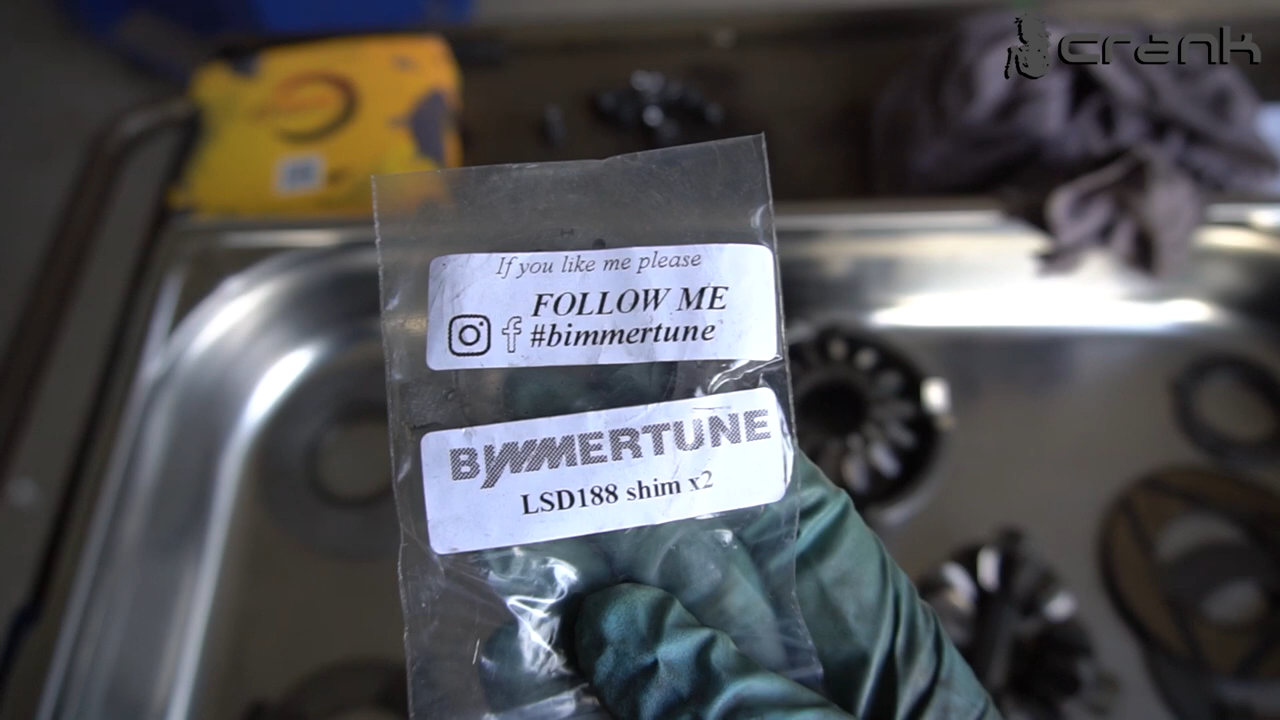 crank
If you like me please
FOLLOW ME
#bimmertune
BIMMERTUNE
LSD188 shim x2